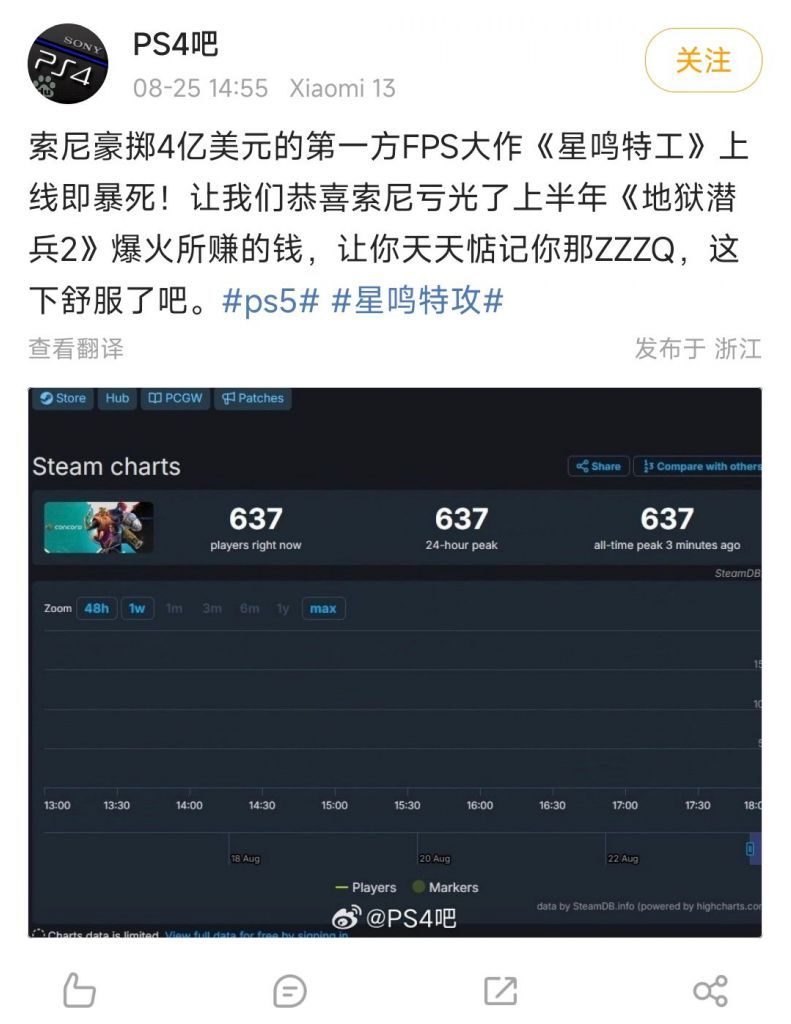 SONY
PS4
PS4吧
08-25 14:55 Xiaomi 13
关注
索尼豪掷4亿美元的第一方FPS大作《星鸣特工》上
线即暴死！让我们恭喜索尼亏光了上半年《地狱潜
兵2》爆火所赚的钱，让你天天惦记你那ZZZQ，这
下舒服了吧。#ps5# #星鸣特攻#
查看翻译
发布于 浙江
Store Hub PCGW Patches
Steam charts
Share Compare with others
concord
637 637 637
players right now 24-hour peak all-time peak 3 minutes ago
SteamDB
Zoom 48h 1w 1m 3m 6m 1y max
13:00 13:30 14:00 14:30 15:00 15:30 16:00 16:30 17:00 17:30
18 Aug 20 Aug 22 Aug
Players Markers
data by SteamDB.info (powered by highcharts.com
@PS4吧
Charts data is limited. View full data for free by signing in